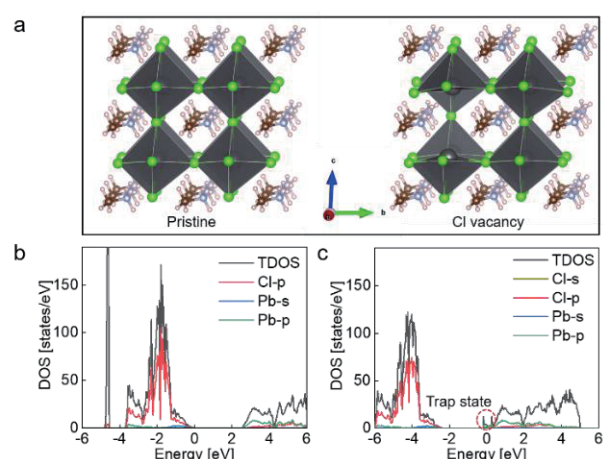 a
c
b
Pristine
Cl vacancy
b
c
TDOS
Cl-p
Pb-s
Pb-p
DOS [states/eV]
150
100
50
0
-6 -4 -2 0 2 4 6
Energy [eV]
TDOS
Cl-s
Cl-p
Pb-s
Pb-p
Trap state
DOS [states/eV]
150
100
50
0
-6 -4 -2 0 2 4 6
Energy [eV]